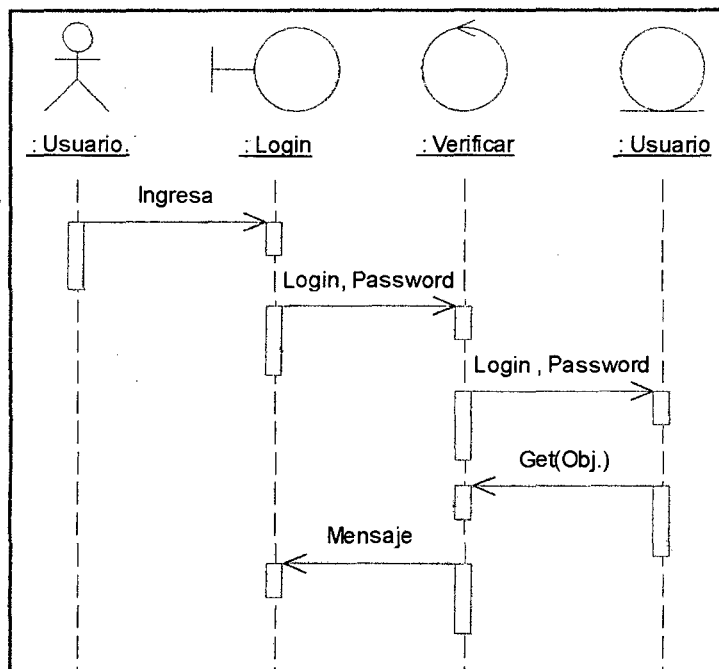 : Usuario.
: Login
: Verificar
: Usuario
Ingresa
Login, Password
Login , Password
Get(Obj.)
Mensaje